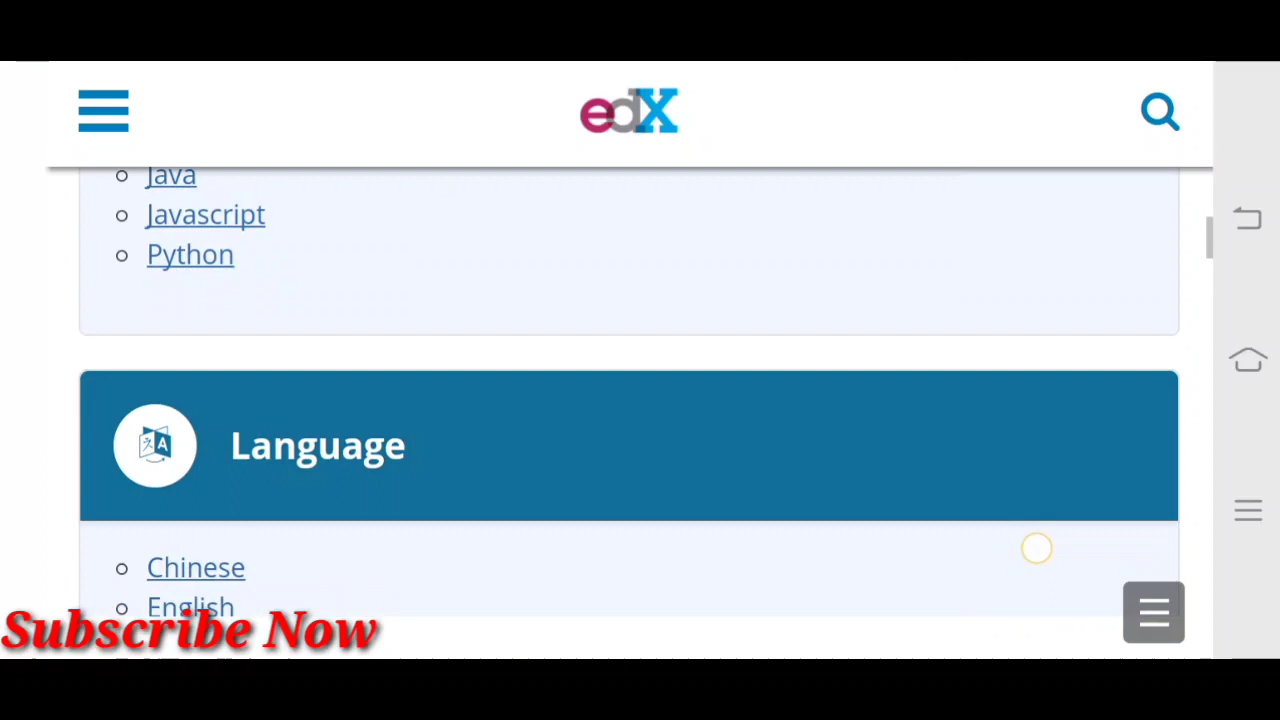 edX
Java
Javascript
Python
Language
Chinese
English
Subscribe Now